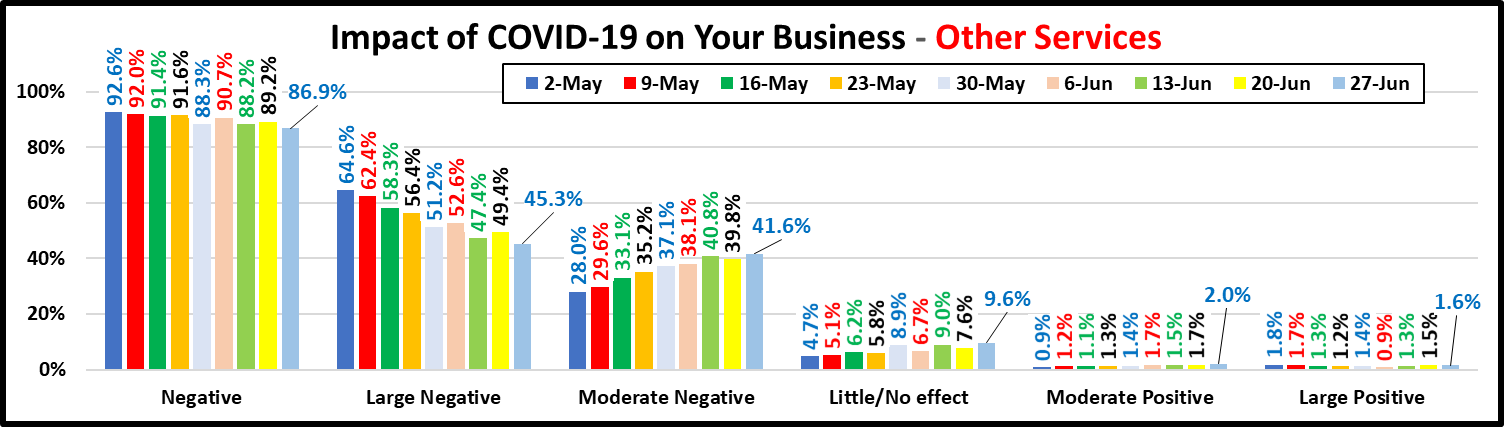 Impact of COVID-19 on Your Business - Other Services
2-May 9-May 16-May 23-May 30-May 6-Jun 13-Jun 20-Jun 27-Jun
100%
80%
60%
40%
20%
0%
92.6% 92.0% 91.4% 91.6% 88.3% 90.7% 88.2% 89.2% 86.9%
64.6% 62.4% 58.3% 56.4% 51.2% 52.6% 47.4% 49.4% 45.3%
28.0% 29.6% 33.1% 35.2% 37.1% 38.1% 40.8% 39.8% 41.6%
4.7% 5.1% 6.2% 5.8% 8.9% 6.7% 9.0% 7.6% 9.6%
0.9% 1.2% 1.1% 1.3% 1.4% 1.7% 1.5% 1.7% 2.0%
1.8% 1.7% 1.3% 1.2% 1.4% 0.9% 1.3% 1.5% 1.6%
Negative Large Negative Moderate Negative Little/No effect Moderate Positive Large Positive